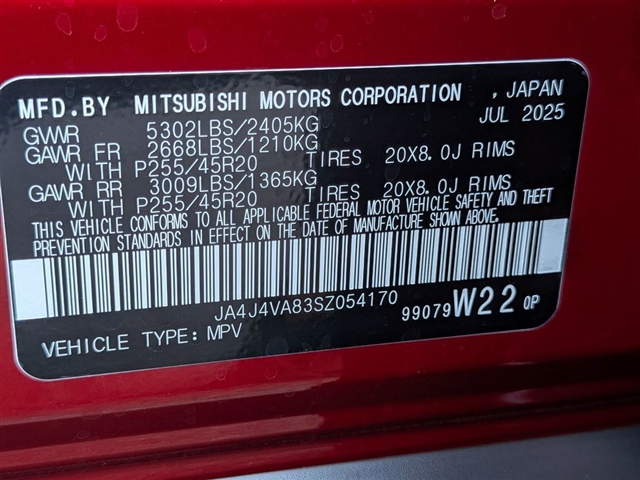 MFD.BY MITSUBISHI MOTORS CORPORATION , JAPAN
JUL 2025
GVWR 5302LBS/2405KG
GAWR FR 2668LBS/1210KG
WITH P255/45R20 TIRES 20X8.0J RIMS
GAWR RR 3009LBS/1365KG
WITH P255/45R20 TIRES 20X8.0J RIMS
THIS VEHICLE CONFORMS TO ALL APPLICABLE FEDERAL MOTOR VEHICLE SAFETY AND THEFT
PREVENTION STANDARDS IN EFFECT ON THE DATE OF MANUFACTURE SHOWN ABOVE.
JA4J4VA83SZ054170
99079 W22 0P
VEHICLE TYPE: MPV